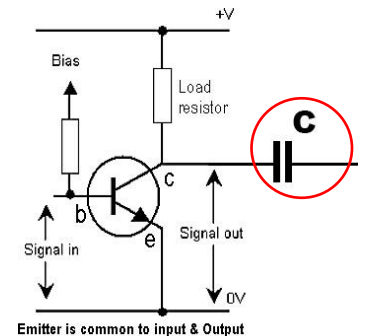 +V
Bias
Load
resistor
C
c
b
e
Signal in
Signal out
0V
Emitter is common to input & Output